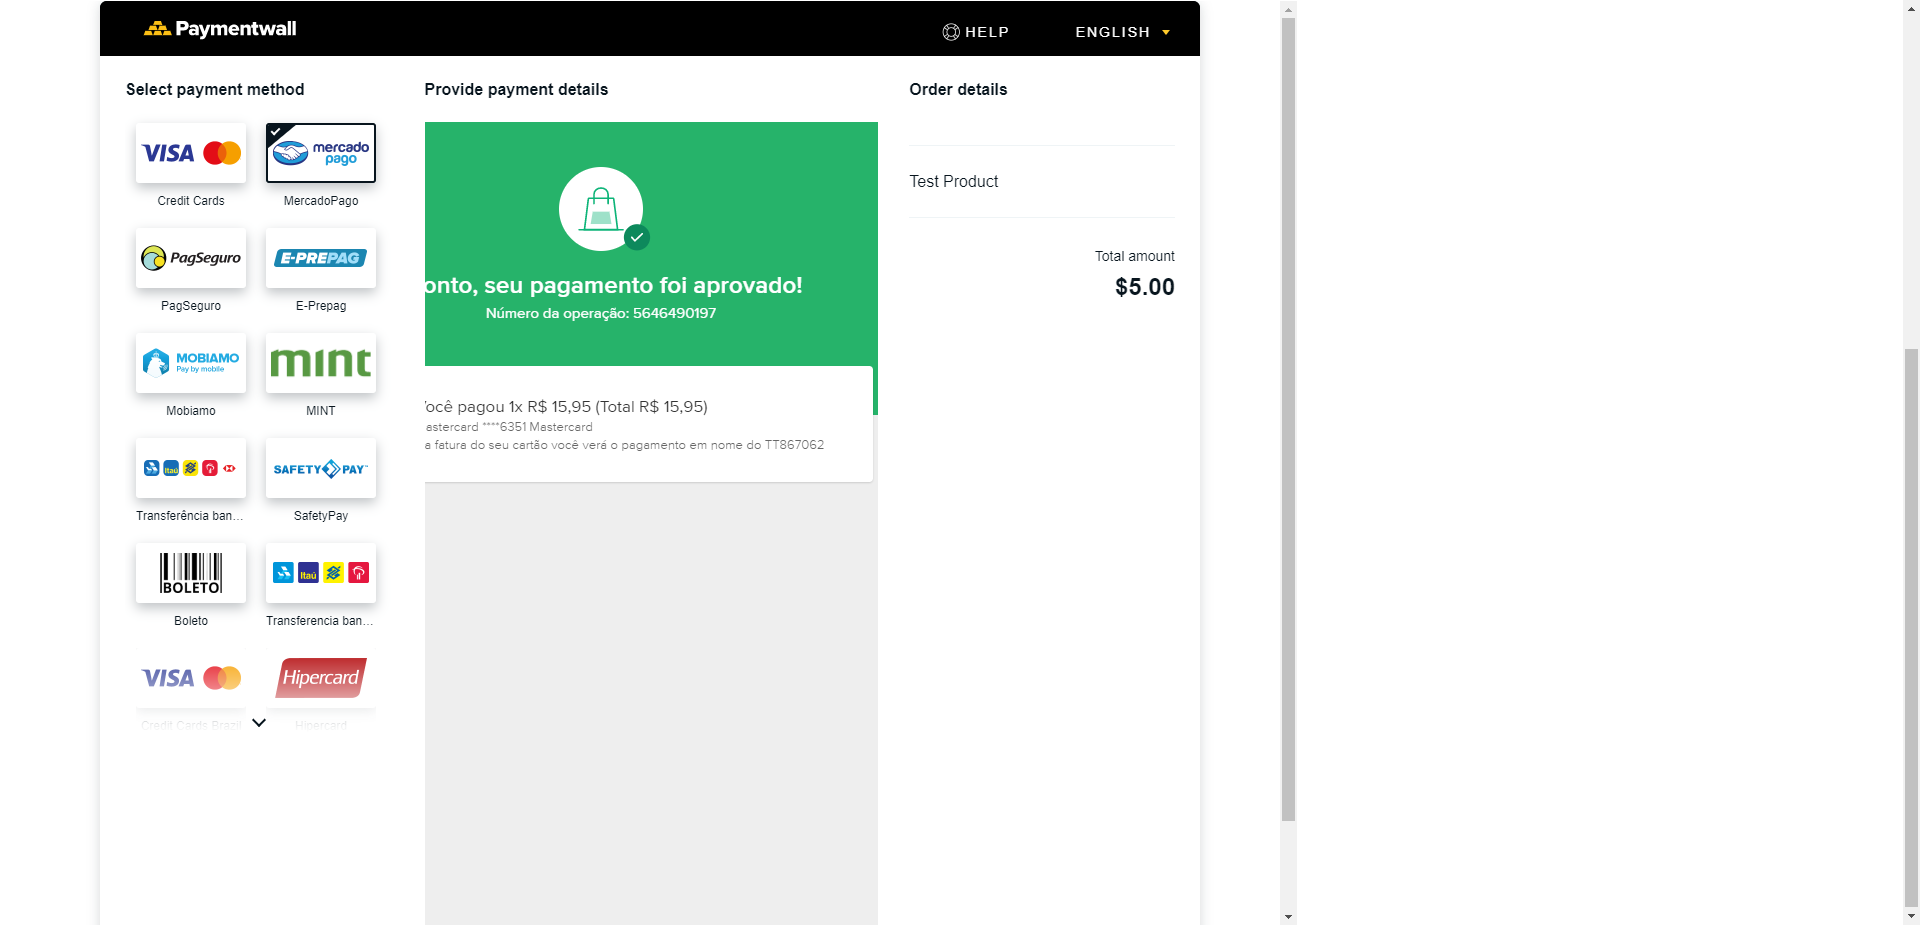 Paymentwall
HELP
ENGLISH
Select payment method
VISA
mercado
pago
Credit Cards
MercadoPago
PagSeguro
E-PREPAG
PagSeguro
E-Prepag
MOBIAMO
Pay by mobile
mint
Mobiamo
MINT
Itaú
SAFETYPAY™
Transferência ban...
SafetyPay
BOLETO
Itaú
Boleto
Transferencia ban...
VISA
Hipercard
Credit Cards Brazil
Hipercard
Provide payment details
onto, seu pagamento foi aprovado!
Número da operação: 5646490197
Você pagou 1x R$ 15,95 (Total R$ 15,95)
astercard ****6351 Mastercard
a fatura do seu cartão você verá o pagamento em nome do TT867062
Order details
Test Product
Total amount
$5.00